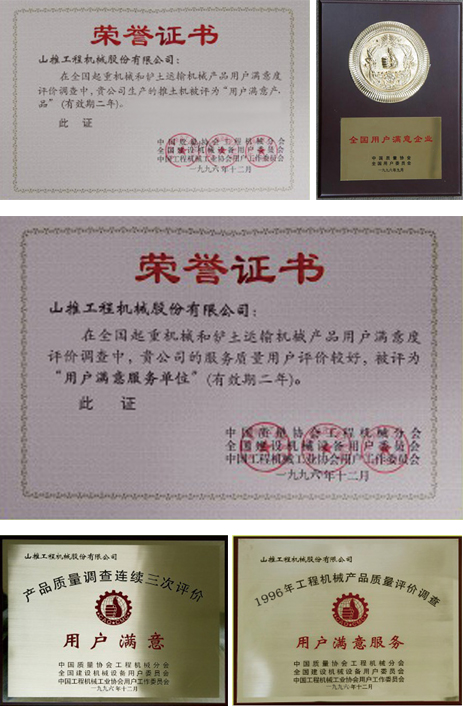 荣誉证书
山推工程机械股份有限公司：
在全国起重机械和铲土运输机械产品用户满意度
评价调查中，贵公司生产的推土机被评为“用户满意产
品”（有效期二年）。
此 证
中国质量协会工程机械分会
全国建设机械设备用户委员会
中国工程机械工业协会用户工作委员会
一九九六年十二月
全国用户满意企业
中国质量协会
全国用户委员会
荣誉证书
山推工程机械股份有限公司：
在全国起重机械和铲土运输机械产品用户满意度
评价调查中，贵公司的服务质量用户评价较好，被评为
“用户满意服务单位”（有效期二年）。
此 证
中国质量协会工程机械分会
全国建设机械设备用户委员会
中国工程机械工业协会用户工作委员会
一九九六年十二月
山推工程机械股份有限公司
产品质量调查连续三次评价
用户满意
中国质量协会工程机械分会
全国建设机械设备用户委员会
中国工程机械工业协会用户工作委员会
一九九六年十二月
山推工程机械股份有限公司
1996年工程机械产品质量评价调查
用户满意服务
中国质量协会工程机械分会
全国建设机械设备用户委员会
中国工程机械工业协会用户工作委员会
一九九六年十二月